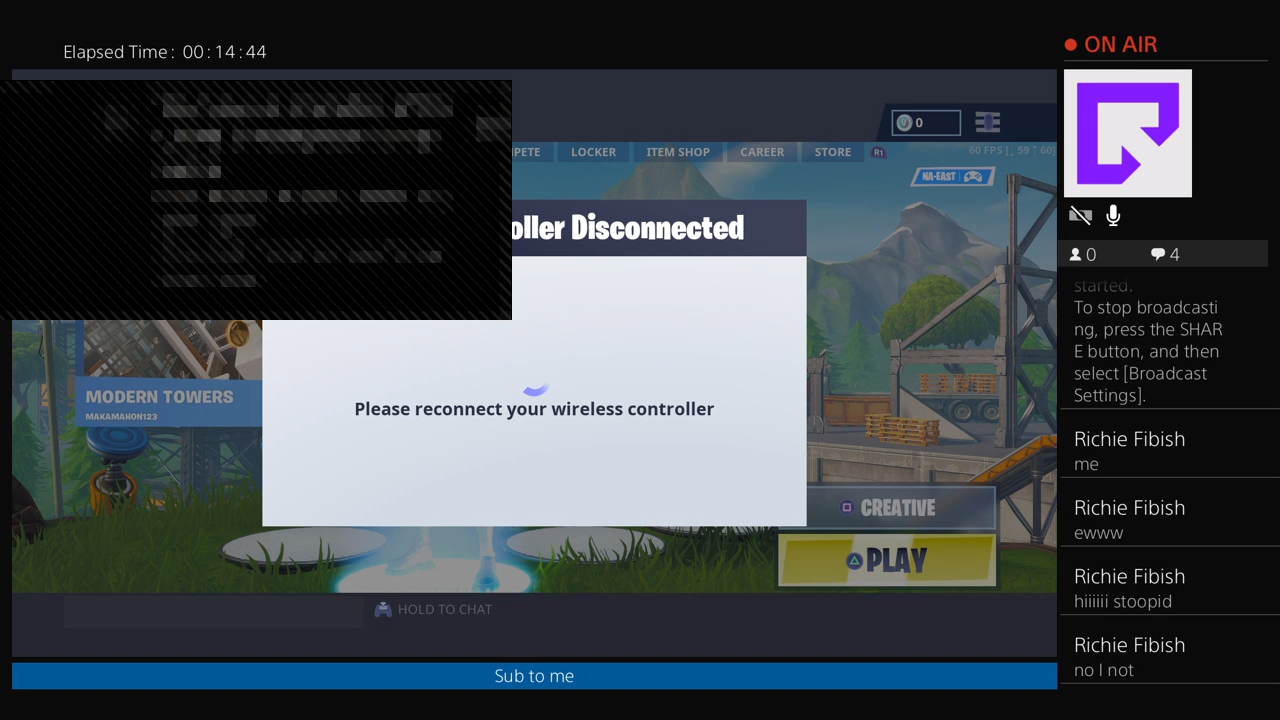 Elapsed Time: 00:14:44
ON AIR
0
LOCKER
ITEM SHOP
CAREER
STORE
R1
60 FPS [↓ 59 ↑ 60]
NA-EAST
Disconnected
0
4
started.
To stop broadcasti
ng, press the SHAR
E button, and then
select [Broadcast
Settings].
MODERN TOWERS
MAKAMAHON123
Please reconnect your wireless controller
Richie Fibish
me
Richie Fibish
ewww
CREATIVE
PLAY
Richie Fibish
hiiiiii stoopid
HOLD TO CHAT
Richie Fibish
no I not
Sub to me